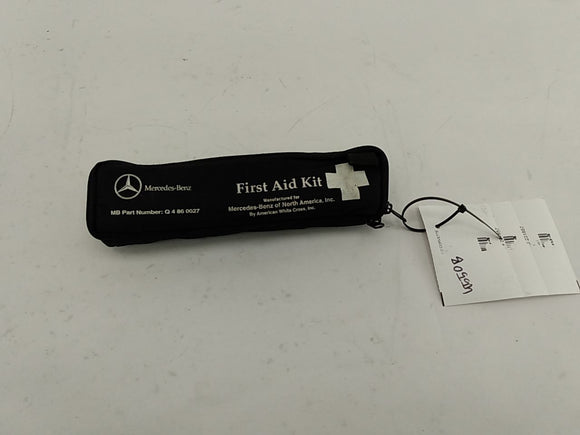 Mercedes-Benz
MB Part Number: Q 4 86 0027
First Aid Kit
Manufactured for
Mercedes-Benz of North America, Inc.
By American White Cross, Inc.